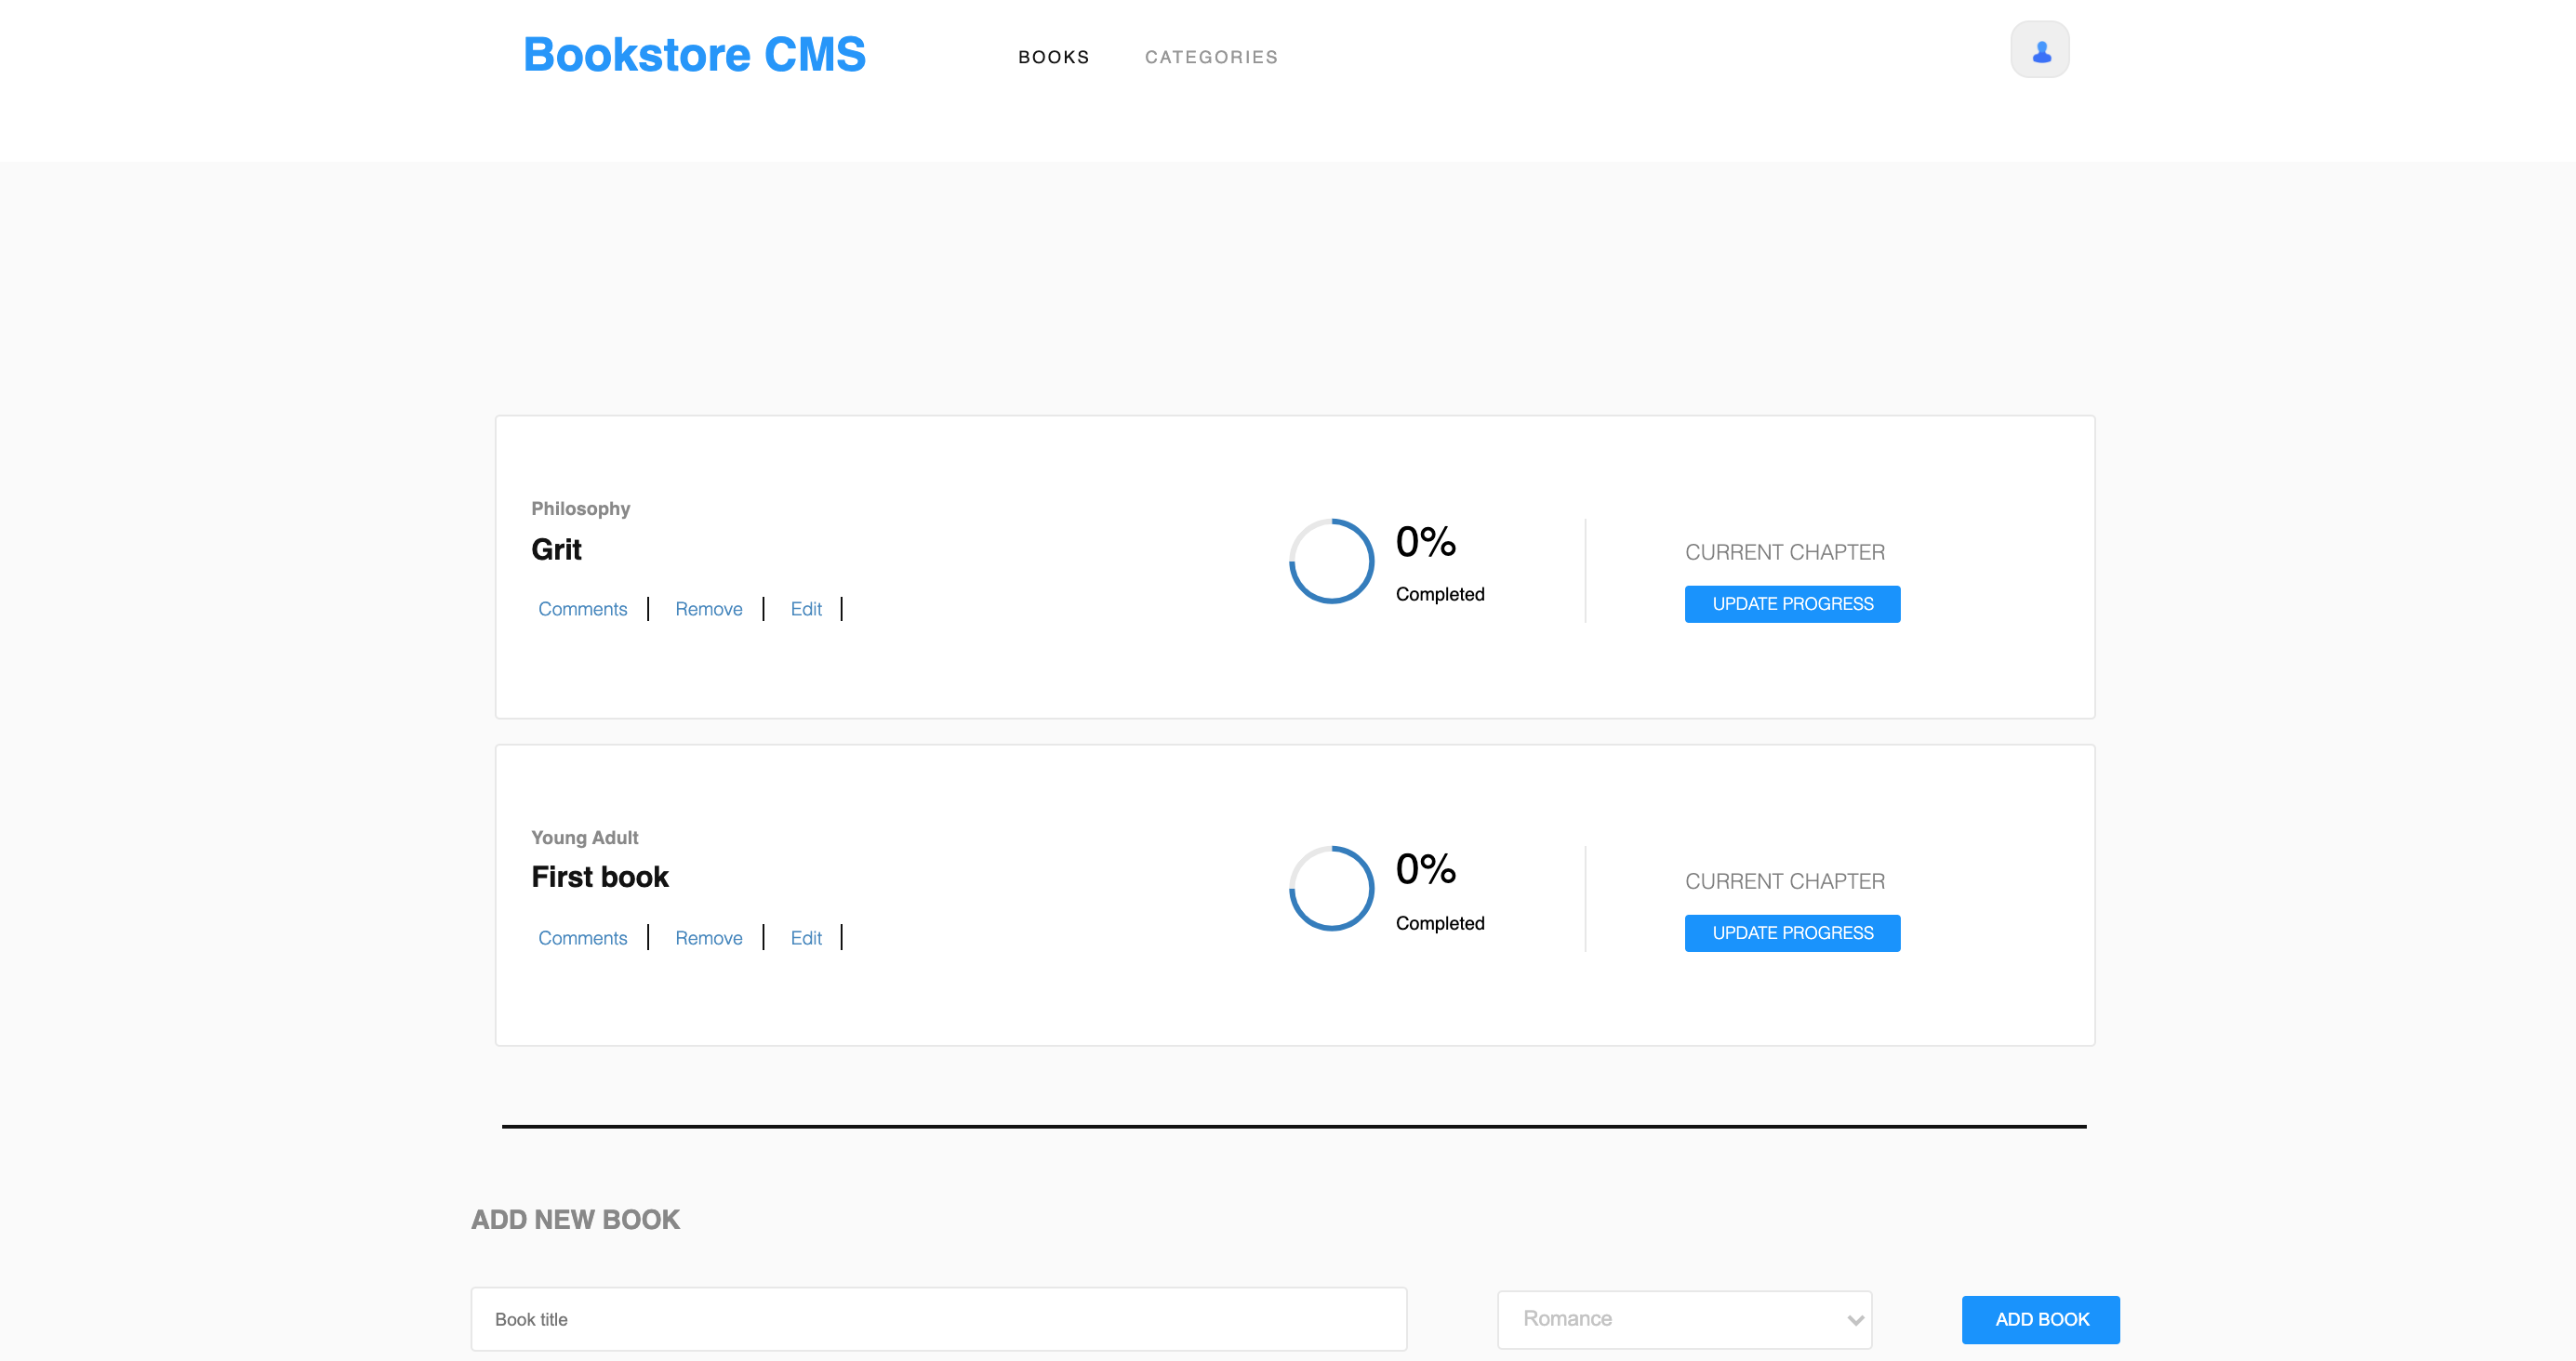 Bookstore CMS
BOOKS
CATEGORIES
Philosophy
Grit
Comments
Remove
Edit
0%
Completed
CURRENT CHAPTER
UPDATE PROGRESS
Young Adult
First book
Comments
Remove
Edit
0%
Completed
CURRENT CHAPTER
UPDATE PROGRESS
ADD NEW BOOK
Book title
Romance
ADD BOOK